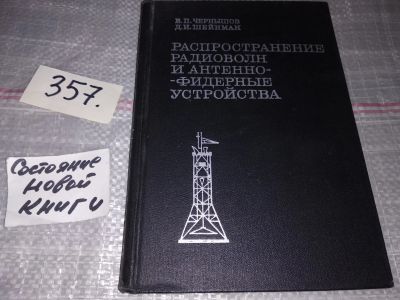 В.П. ЧЕРНЫШОВ
Д.И. ШЕЙНМАН
РАСПРОСТРАНЕНИЕ
РАДИОВОЛН
И АНТЕННО-
-ФИДЕРНЫЕ
УСТРОЙСТВА
357.
Состояние
новой
книги